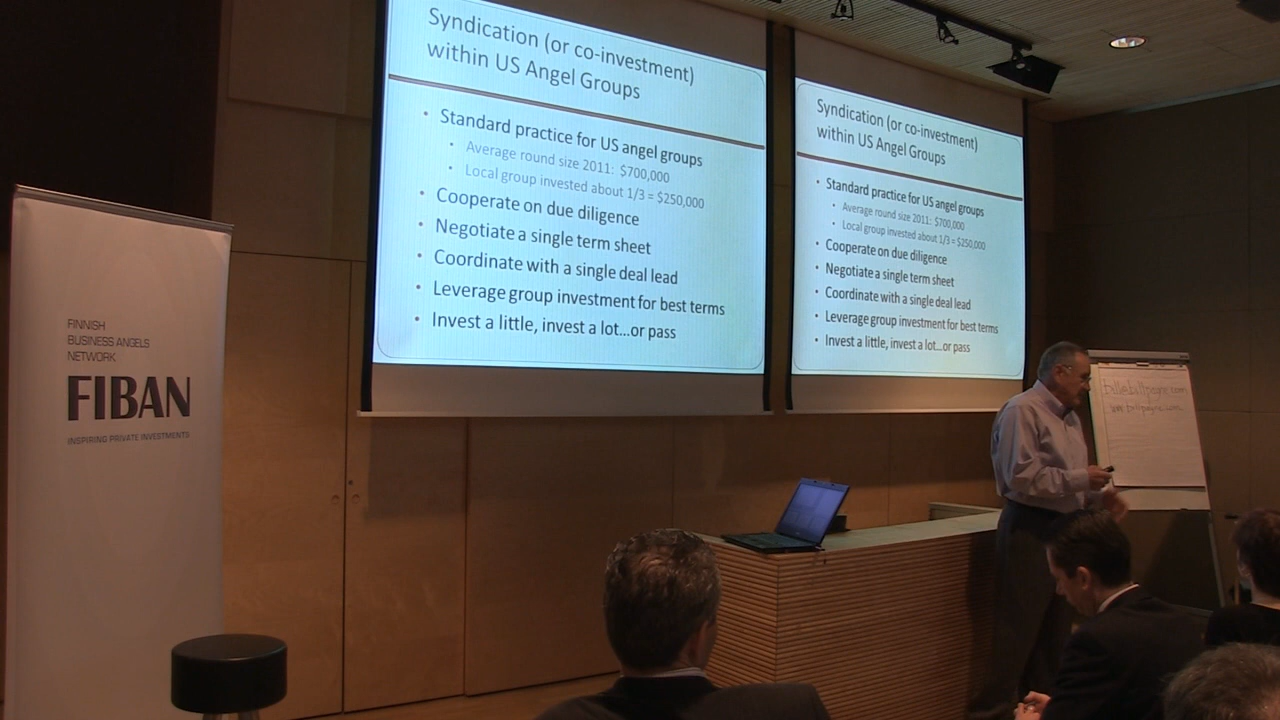 Syndication (or co-investment)
within US Angel Groups
• Standard practice for US angel groups
• Average round size 2011: $700,000
• Local group invested about 1/3 = $250,000
• Cooperate on due diligence
• Negotiate a single term sheet
• Coordinate with a single deal lead
• Leverage group investment for best terms
• Invest a little, invest a lot...or pass
Syndication (or co-investment)
within US Angel Groups
• Standard practice for US angel groups
• Average round size 2011: $700,000
• Local group invested about 1/3 = $250,000
• Cooperate on due diligence
• Negotiate a single term sheet
• Coordinate with a single deal lead
• Leverage group investment for best terms
• Invest a little, invest a lot...or pass
FINNISH
BUSINESS ANGELS
NETWORK
FIBAN
INSPIRING PRIVATE INVESTMENTS
bill@billpayne.com
www.billpayne.com